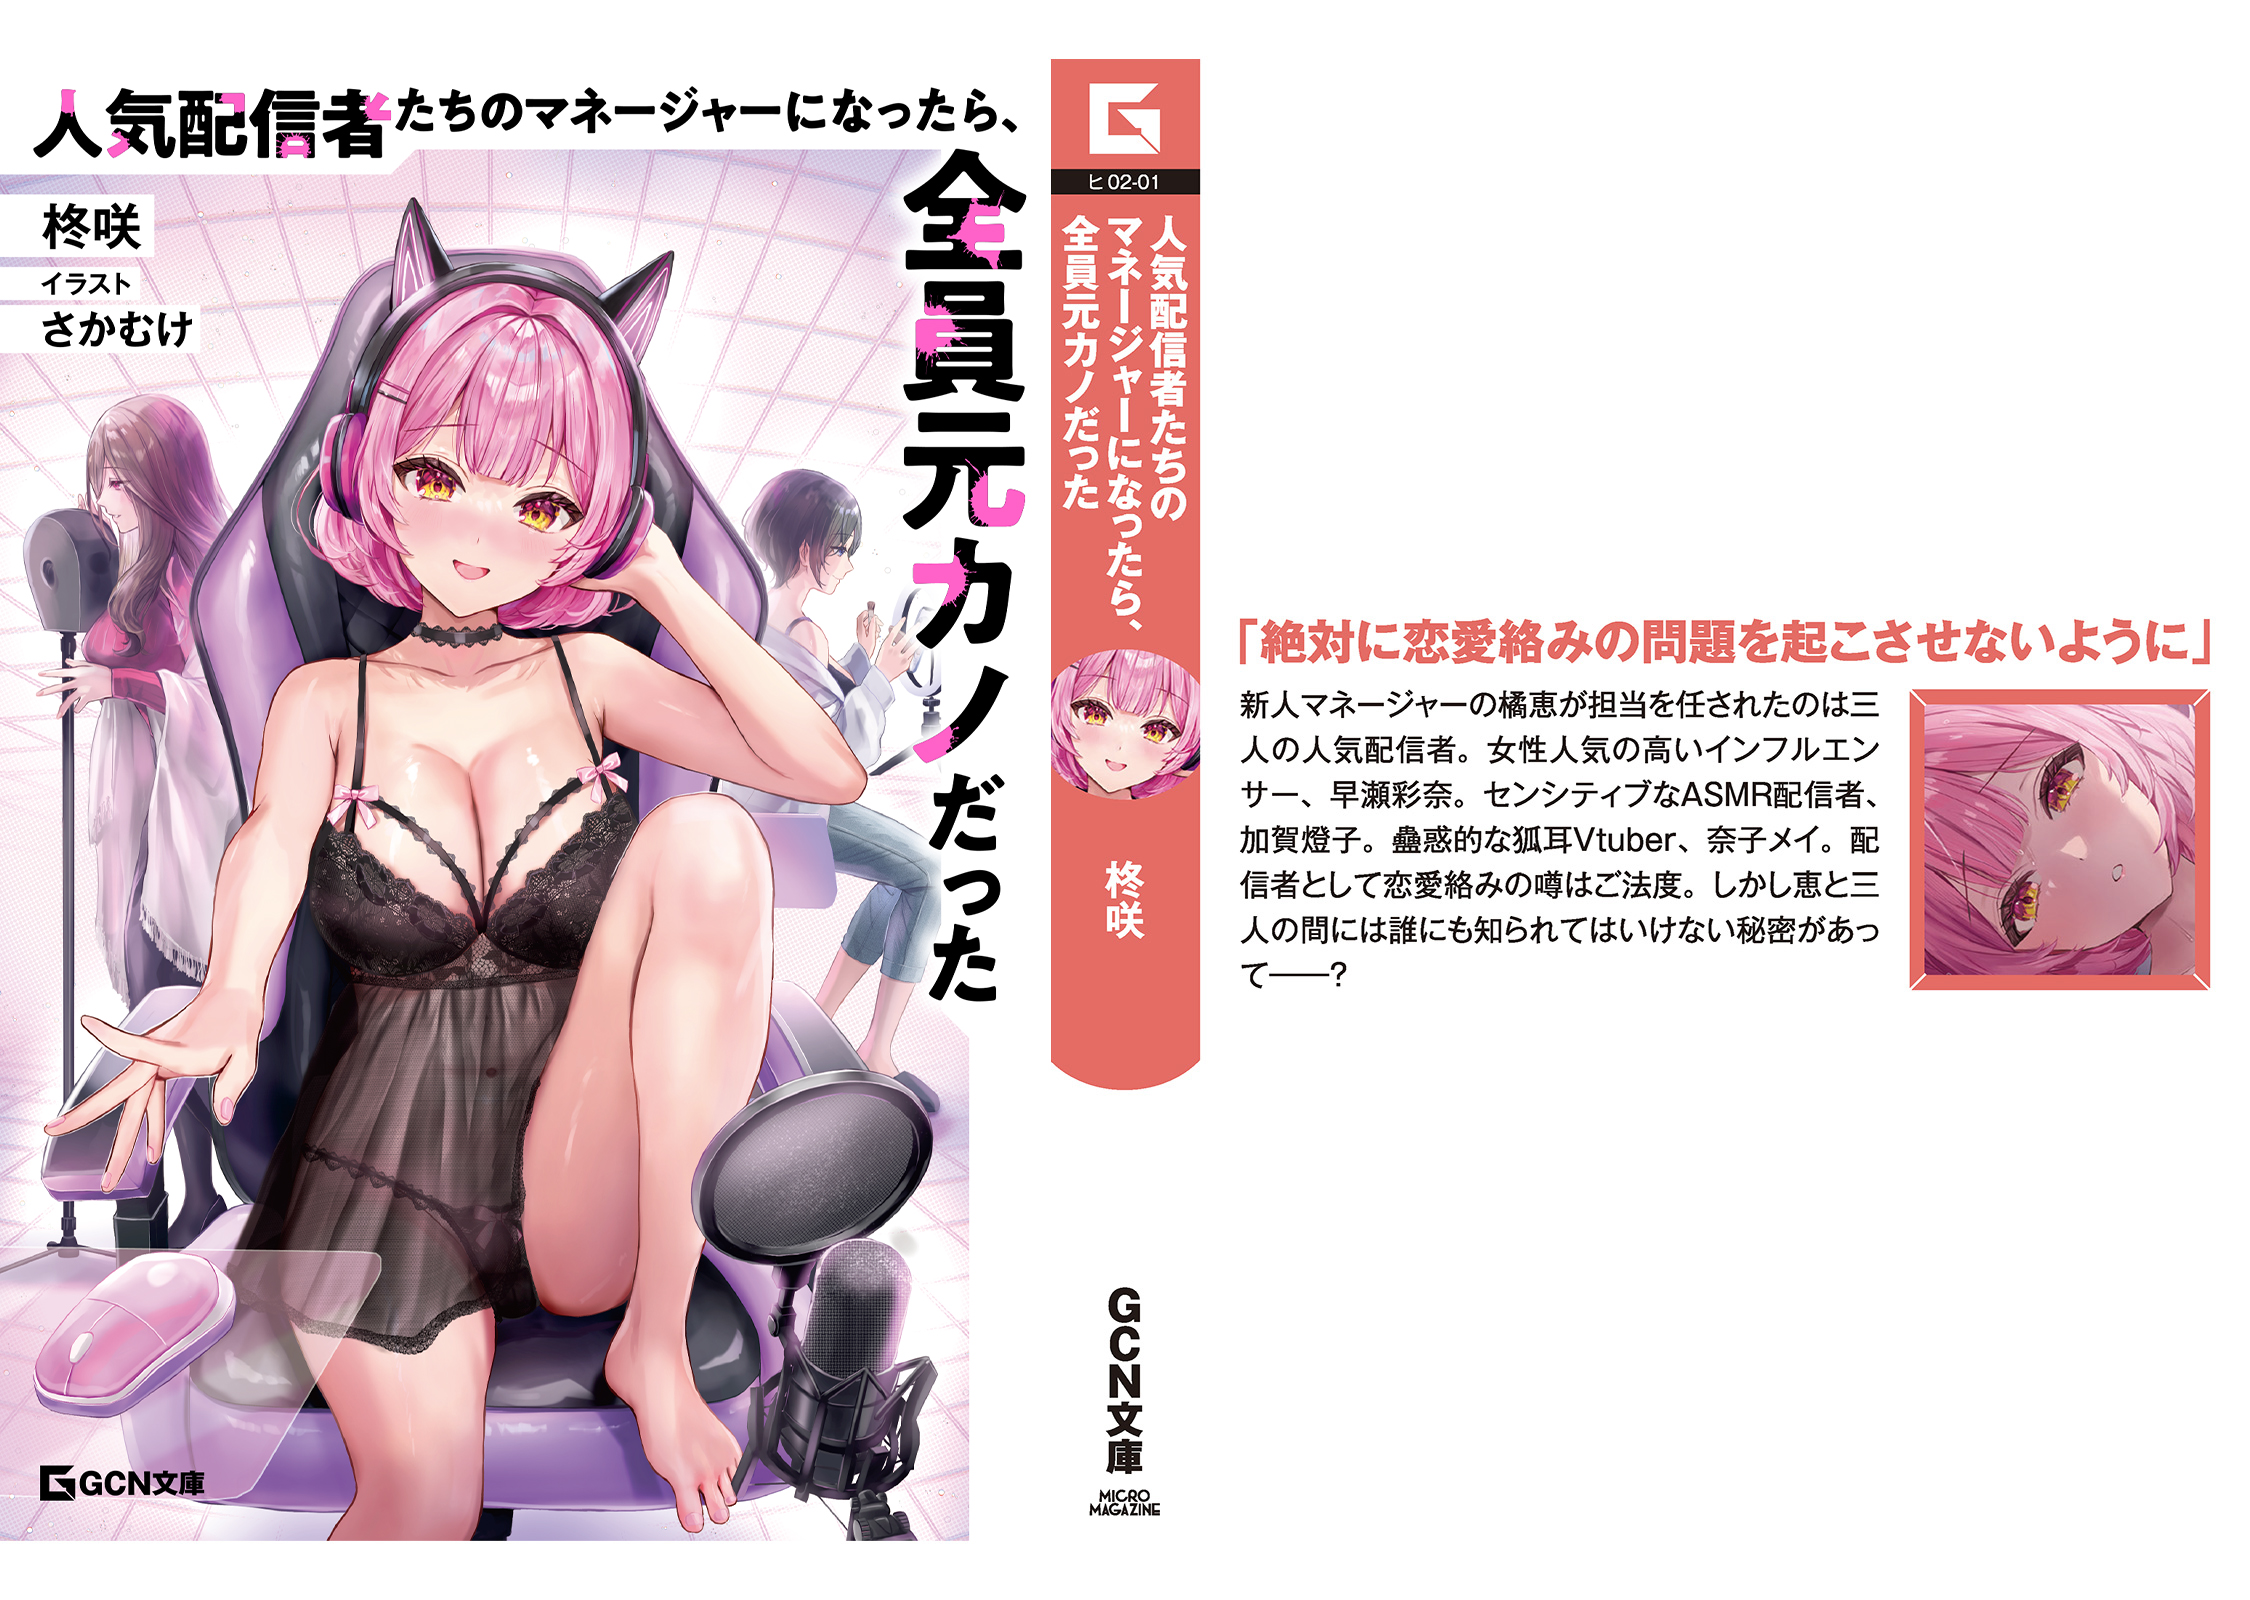 人気配信者たちのマネージャーになったら、
全員元カノだった
柊咲
イラスト
さかむけ
GCN文庫
ヒ 02-01
人気配信者たちの
マネージャーになったら、
全員元カノだった
柊咲
GCN文庫
MICRO
MAGAZINE
「絶対に恋愛絡みの問題を起こさせないように」
新人マネージャーの橘恵が担当を任されたのは三
人の人気配信者。女性人気の高いインフルエン
サー、早瀬彩奈。センシティブなASMR配信者、
加賀燈子。蠱惑的な狐耳Vtuber、奈子メイ。配
信者として恋愛絡みの噂はご法度。しかし恵と三
人の間には誰にも知られてはいけない秘密があっ
て――?